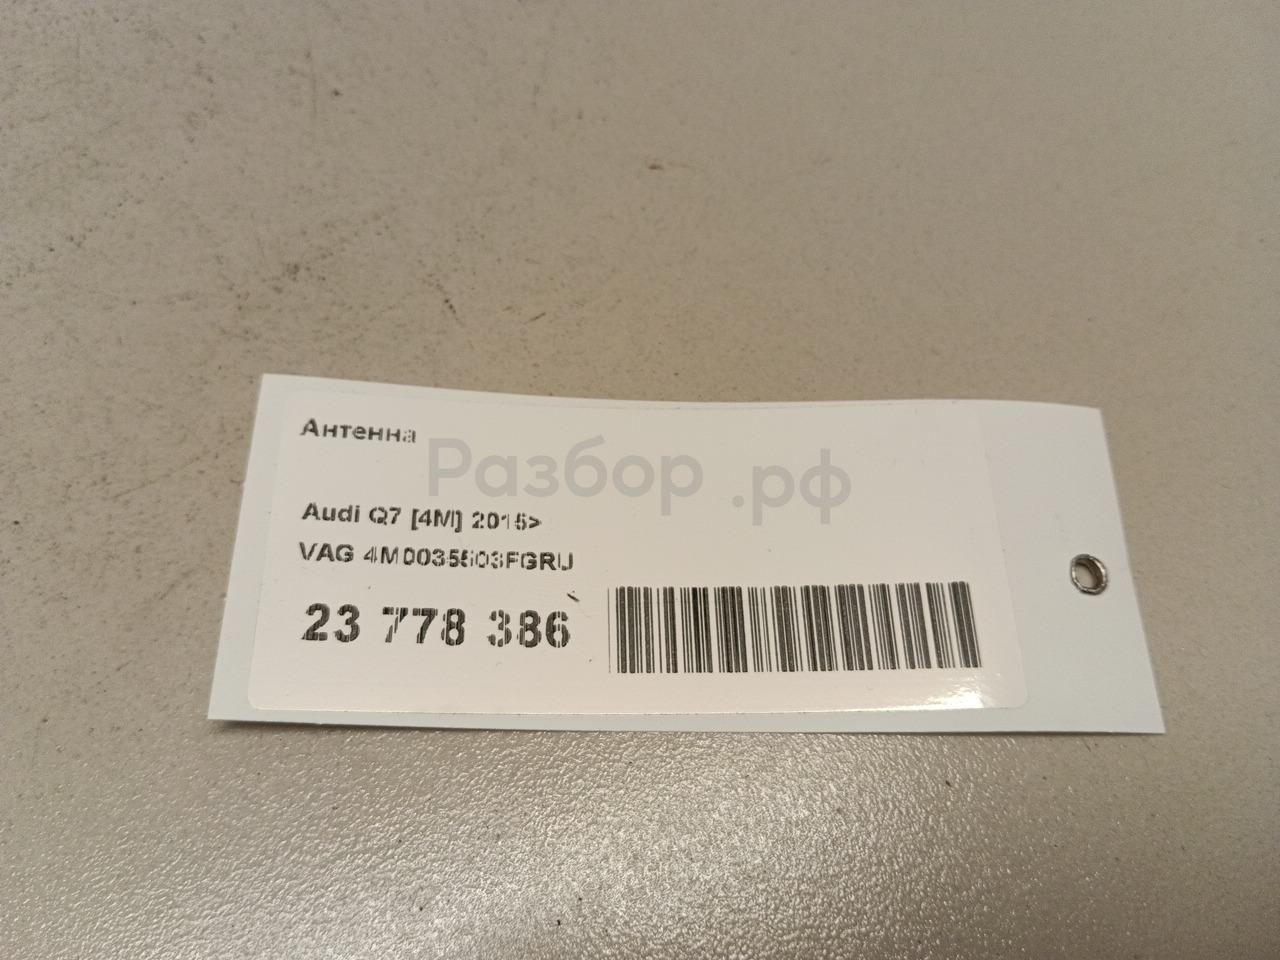 Антенна
Разбор.рф
Audi Q7 [4M] 2015>
VAG 4M0035503FGRU
23 778 386